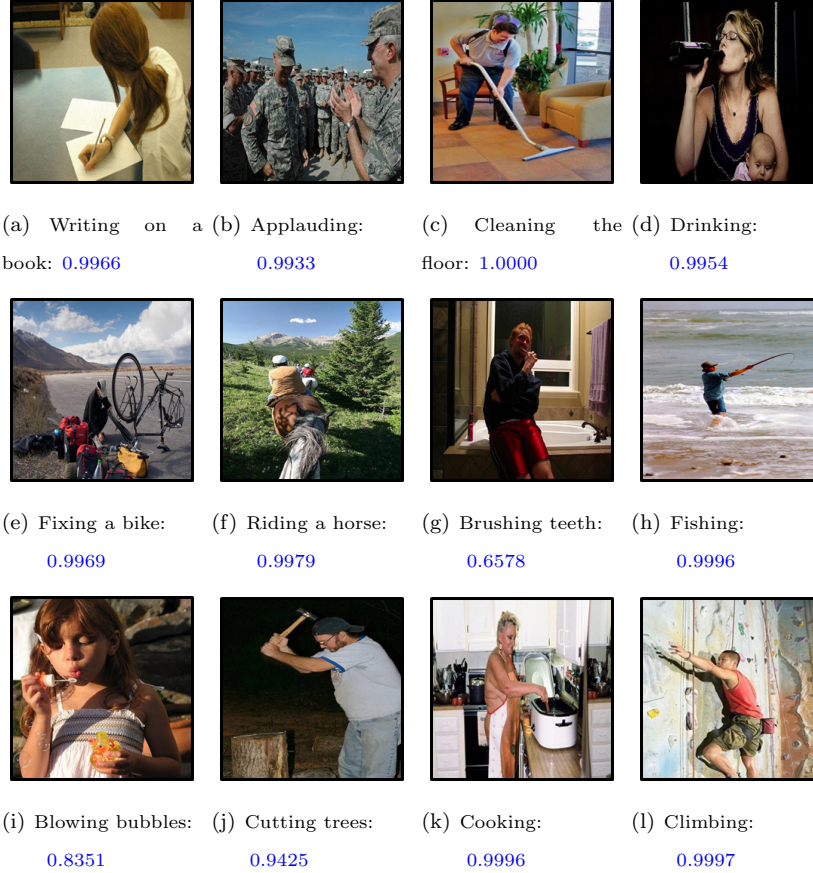 (a) Writing on a
book: 0.9966
(b) Applauding:
0.9933
(c) Cleaning the
floor: 1.0000
(d) Drinking:
0.9954
(e) Fixing a bike:
0.9969
(f) Riding a horse:
0.9979
(g) Brushing teeth:
0.6578
(h) Fishing:
0.9996
(i) Blowing bubbles:
0.8351
(j) Cutting trees:
0.9425
(k) Cooking:
0.9996
(l) Climbing:
0.9997